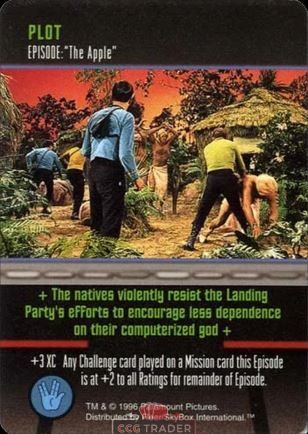 PLOT
EPISODE: "The Apple"
+ The natives violently resist the Landing
Party's efforts to encourage less dependence
on their computerized god +
+3 XC Any Challenge card played on a Mission card this Episode
is at +2 to all Ratings for remainder of Episode.
TM & © 1996 Paramount Pictures.
Distributed by Fleer/SkyBox International.™
CCG TRADER